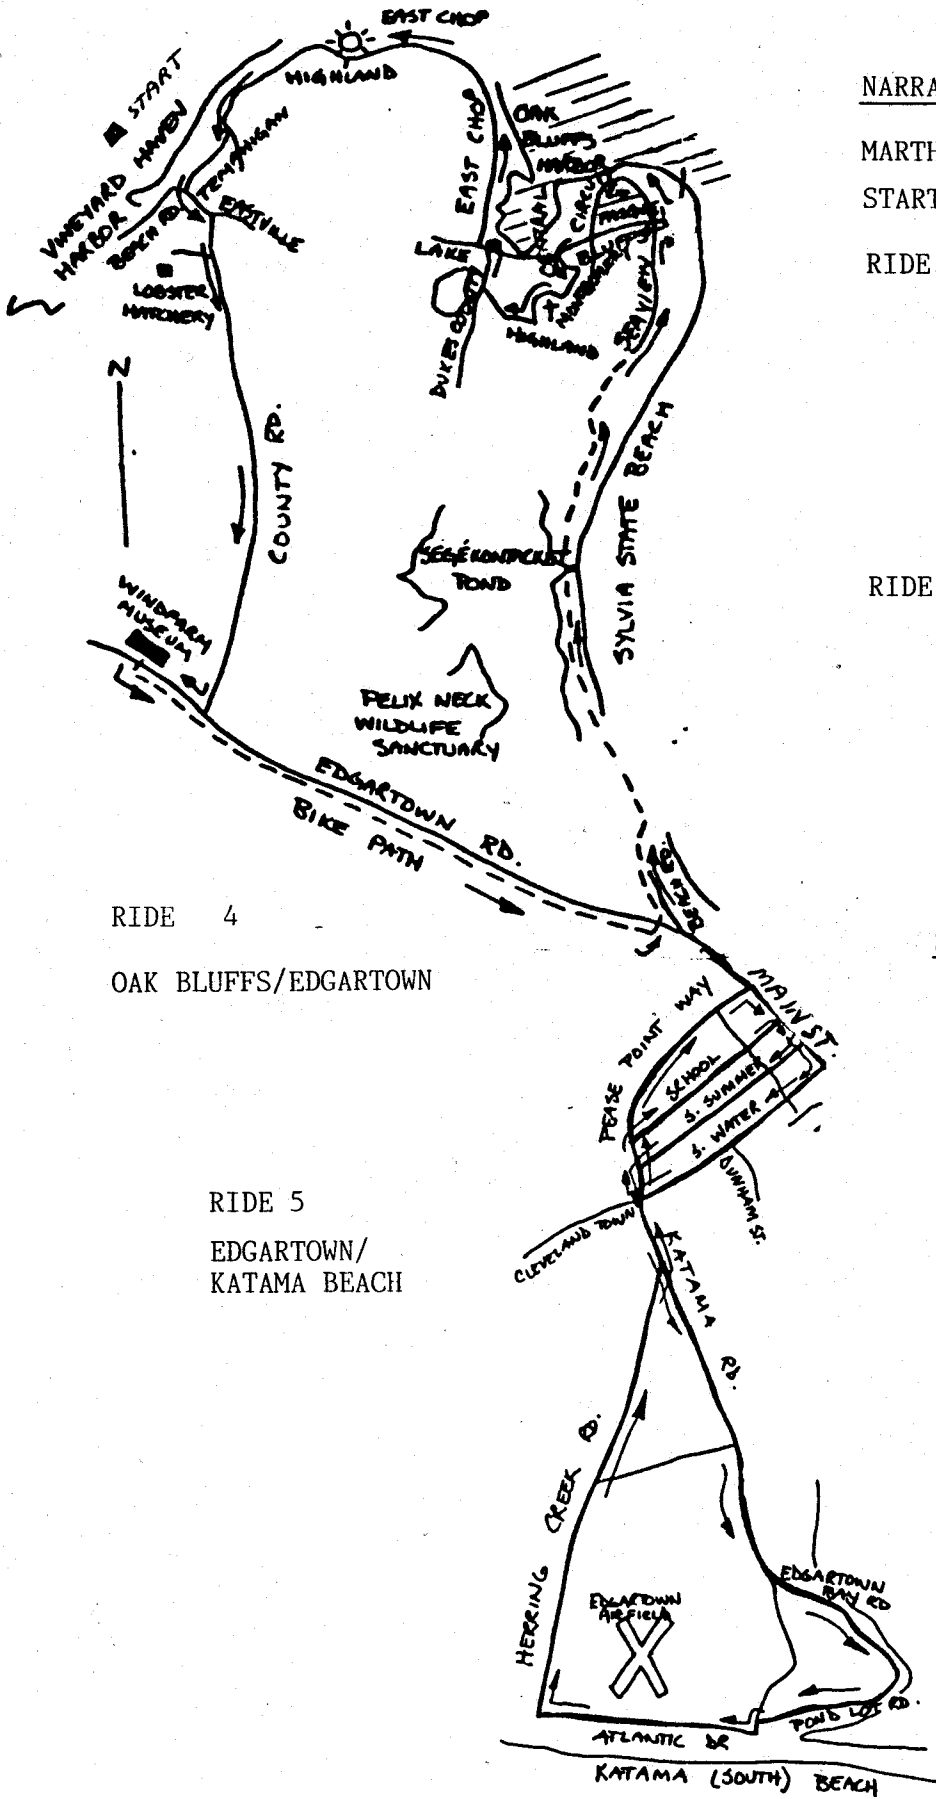 EAST CHOP
START
HIGHLAND
NARRA
VINEYARD HAVEN
HARBOR
TEMAHIGAN
OAK
BLUFFS
HARBOR
EAST CHOP
MARTH
START
BEACH RD.
EASTVILLE
CIRCUIT
LAKE
RIDE
LOBSTER
HATCHERY
DUKES COUNTY
HIGHLAND
SEAVIEW
N
COUNTY RD.
SYLVIA STATE BEACH
SEGEKONTACKET
POND
RIDE
WINDFARM
MUSEUM
FELIX NECK
WILDLIFE
SANCTUARY
EDGARTOWN RD.
BIKE PATH
BEACH RD.
RIDE 4
OAK BLUFFS/EDGARTOWN
MAIN ST.
PEASE POINT WAY
SCHOOL
S. SUMMER
S. WATER
DUNHAM ST.
RIDE 5
EDGARTOWN/
KATAMA BEACH
CLEVELAND TOWN
KATAMA RD.
HERRING CREEK RD.
EDGARTOWN
BAY RD
EDGARTOWN
AIRFIELD
POND LOT RD.
ATLANTIC DR
KATAMA (SOUTH) BEACH